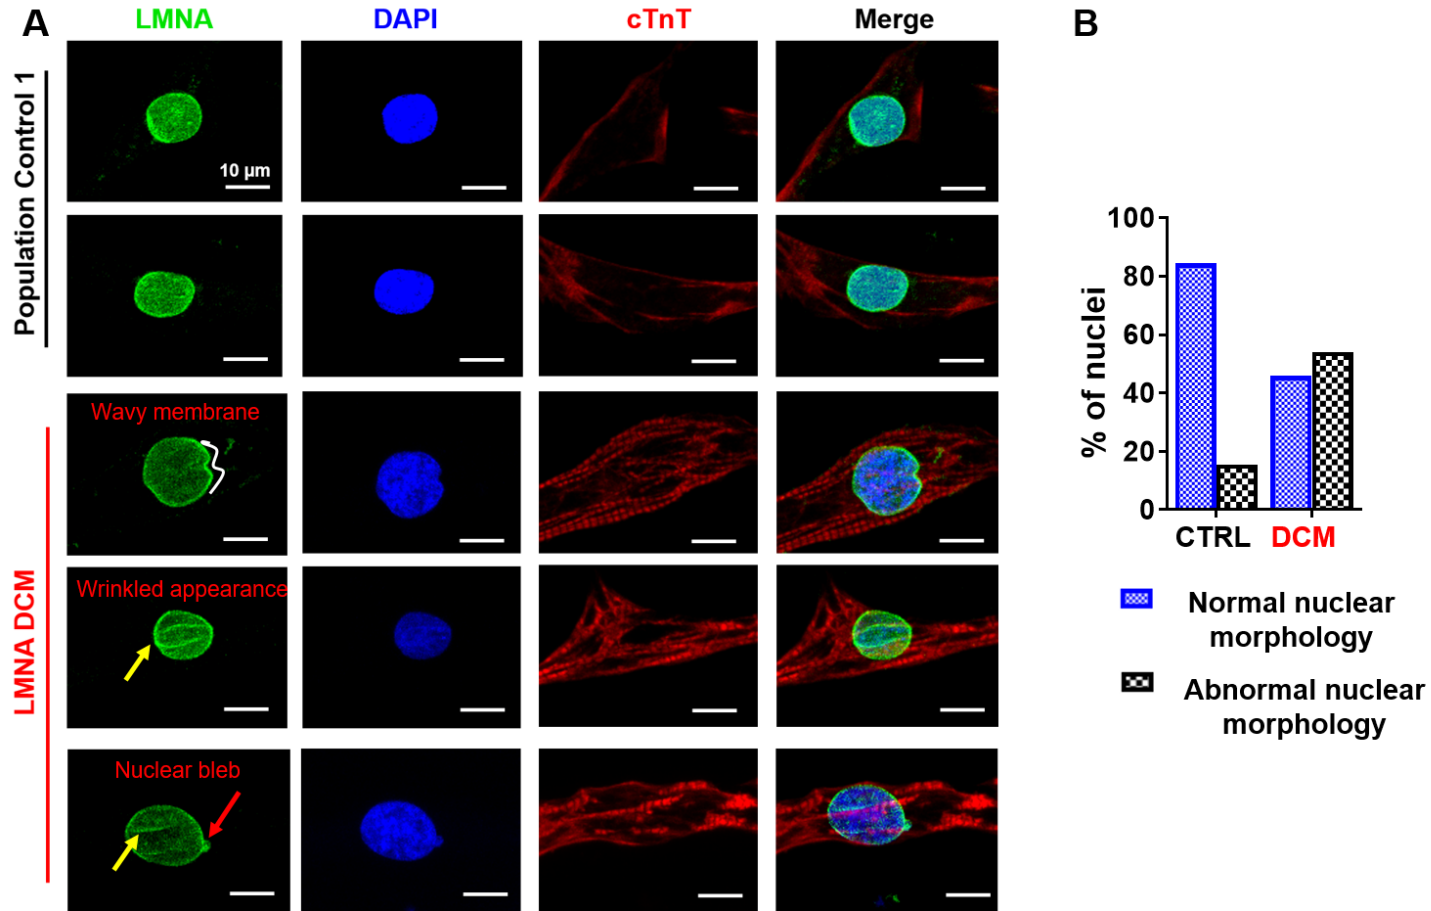 A
LMNA
DAPI
cTnT
Merge
Population Control 1
10 µm
LMNA DCM
Wavy membrane
Wrinkled appearance
Nuclear bleb
B
% of nuclei
100
80
60
40
20
0
CTRL
DCM
Normal nuclear
morphology
Abnormal nuclear
morphology